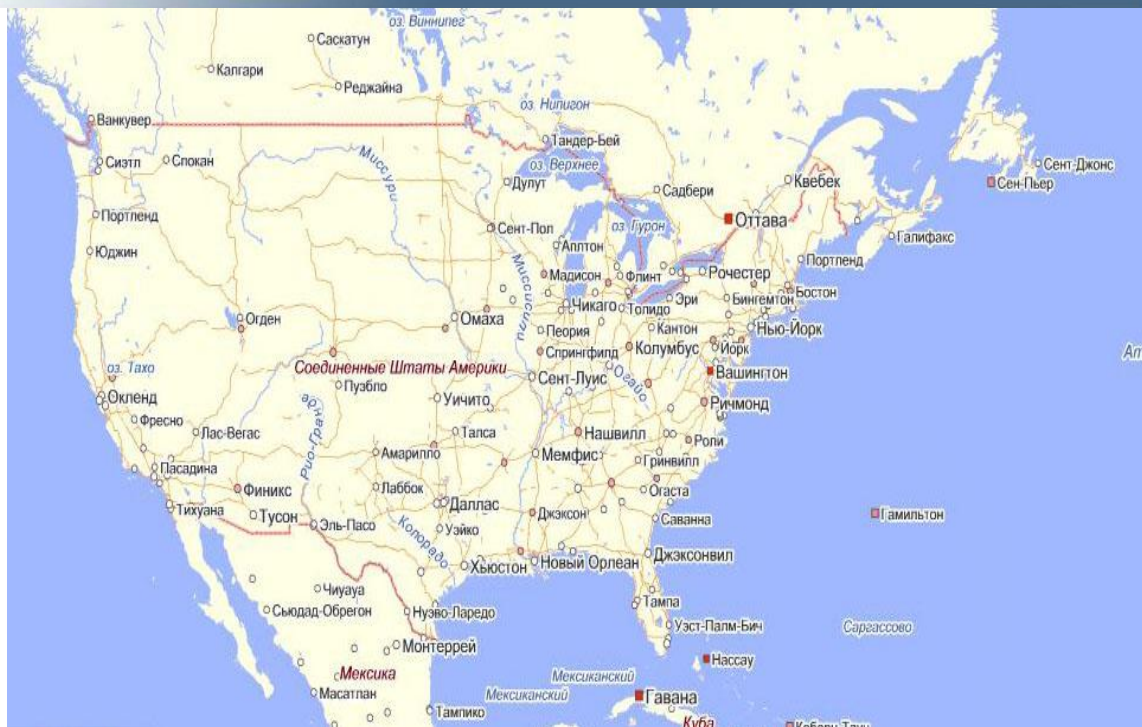 оз. Виннипег
Саскатун
Калгари
Реджайна
оз. Нипигон
Ванкувер
Тандер-Бей
Миссури
оз. Верхнее
Сиэтл
Спокан
Сент-Джонс
Дулут
Садбери
Квебек
Сен-Пьер
Портленд
Оттава
Сент-Пол
оз. Гурон
Галифакс
Юджин
Аплтон
Портленд
Мадисон
Флинт
Рочестер
Миссисипи
Эри
Бингемтон
Бостон
Чикаго
Толидо
Огден
Омаха
Пеория
Кантон
Нью-Йорк
Спрингфилд
Колумбус
Йорк
Ат
оз. Тахо
Соединенные Штаты Америки
Вашингтон
Пуэбло
Сент-Луис
Огайо
Окленд
Уичито
Ричмонд
Рио-Гранде
Фресно
Лас-Вегас
Талса
Нашвилл
Роли
Амарилло
Мемфис
Гринвилл
Пасадина
Финикс
Лаббок
Огаста
Даллас
Тихуана
Тусон
Эль-Пасо
Джэксон
Саванна
Гамильтон
Уэйко
Колорадо
Хьюстон
Новый Орлеан
Джэксонвил
Чиуауа
Сьюдад-Обрегон
Нуэво-Ларедо
Тампа
Уэст-Палм-Бич
Саргассово
Монтеррей
Нассау
Мексика
Мексиканский
Масатлан
Мексиканский
Гавана
Тампико
Куба